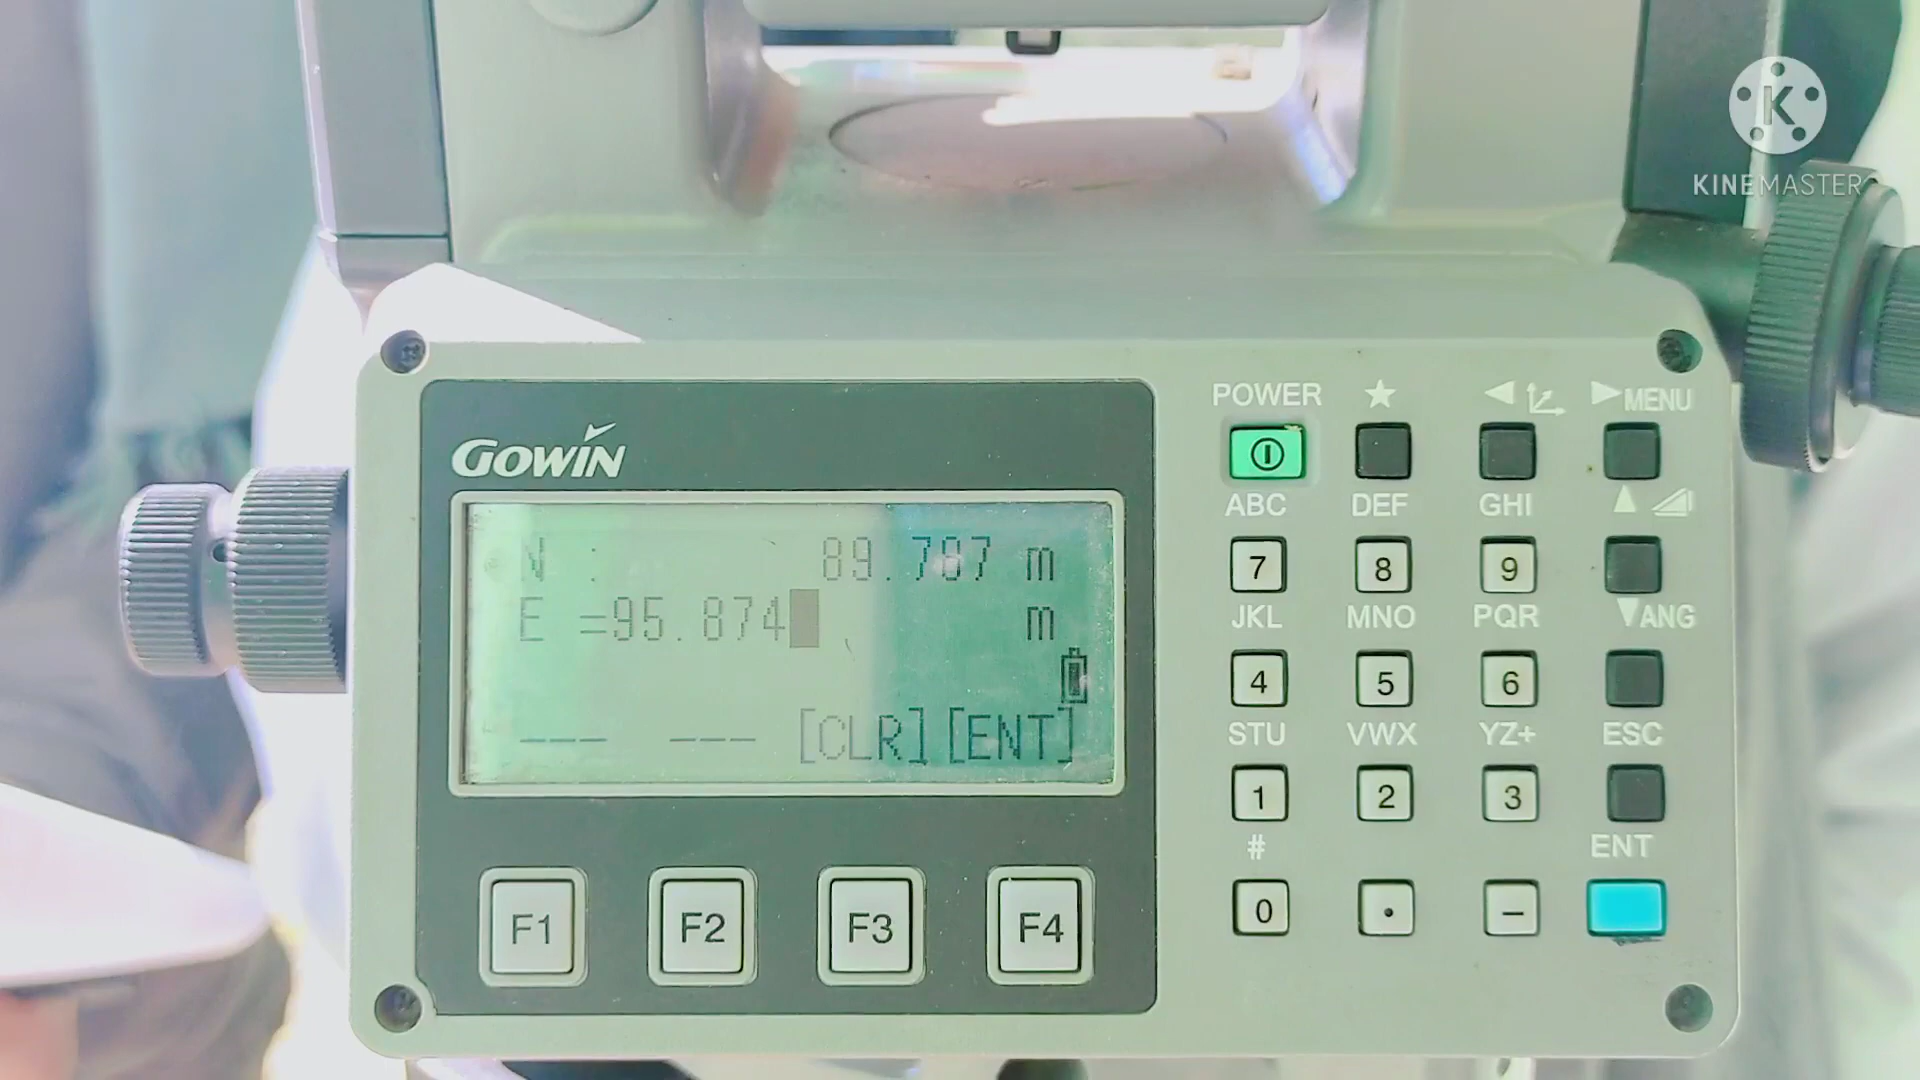 K
KINEMASTER
GOWIN
N : 89.787 m
E =95.874 m
--- --- [CLR] [ENT]
F1 F2 F3 F4
POWER ★ ◀ ▶MENU
ABC DEF GHI ▲
7 8 9
JKL MNO PQR ▼ANG
4 5 6
STU VWX YZ+ ESC
1 2 3
# ENT
0 . –